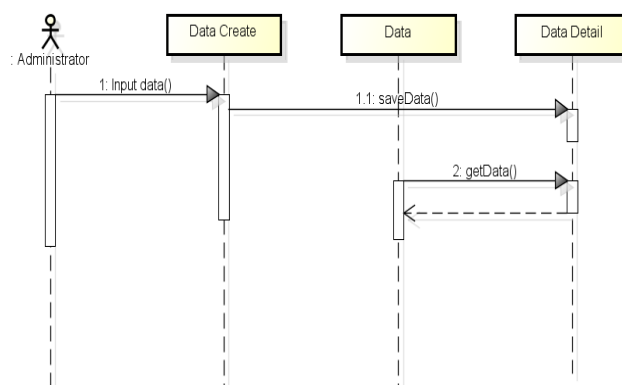 Data Create
Data
Data Detail
: Administrator
1: Input data()
1.1: saveData()
2: getData()